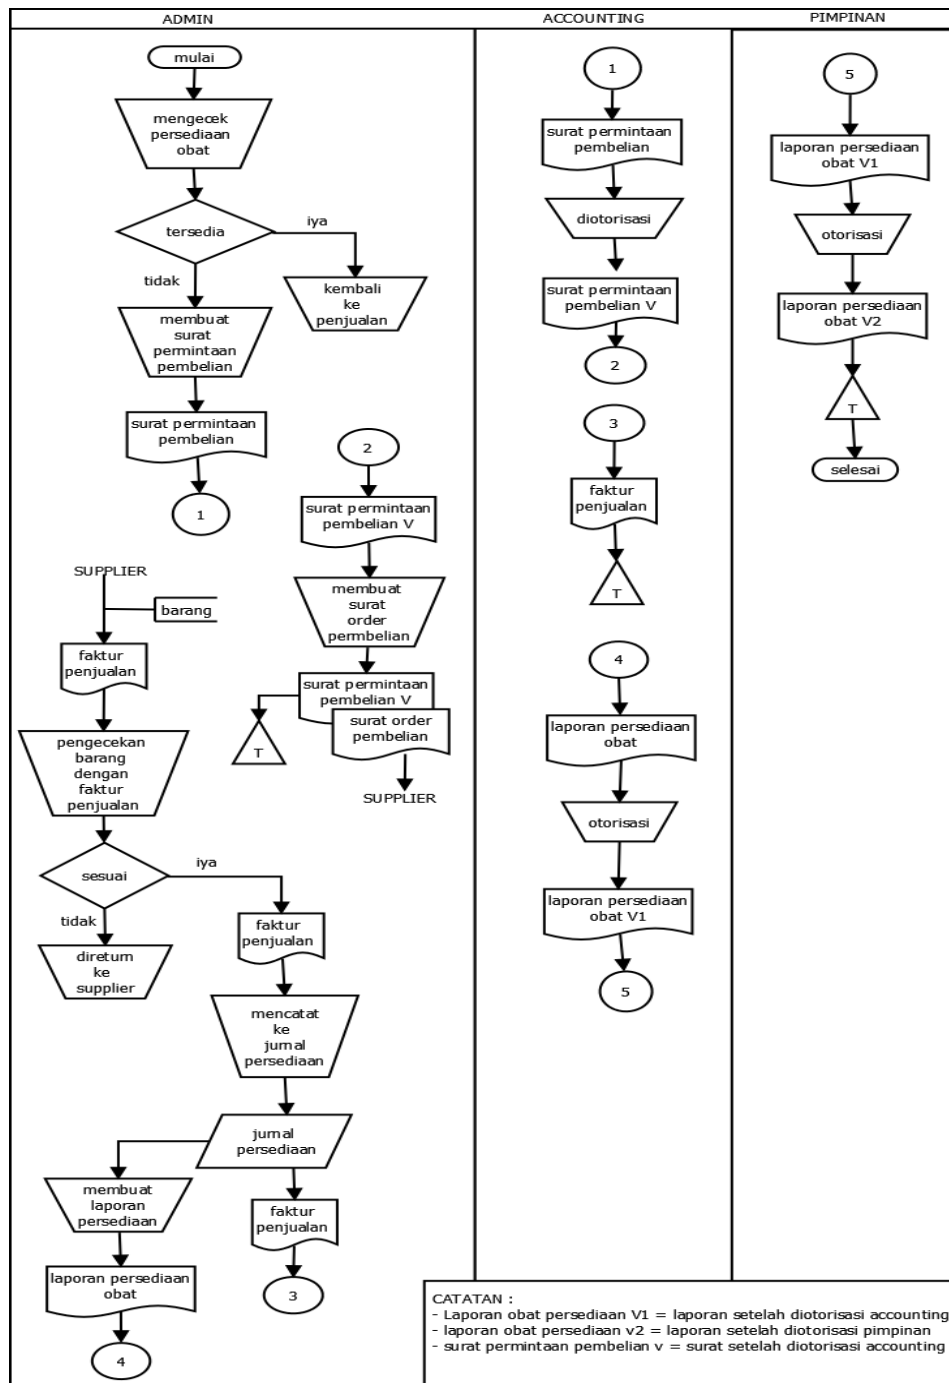 ADMIN
mulai
mengecek
persediaan
obat
tersedia
iya
tidak
kembali
ke
penjualan
membuat
surat
permintaan
pembelian
surat permintaan
pembelian
1
2
surat permintaan
pembelian V
membuat
surat
order
permbelian
surat permintaan
pembelian V
T
surat order
pembelian
SUPPLIER
SUPPLIER
barang
faktur
penjualan
pengecekan
barang
dengan
faktur
penjualan
sesuai
iya
tidak
diretum
ke
supplier
faktur
penjualan
mencatat
ke
jurnal
persediaan
jurnal
persediaan
membuat
laporan
persediaan
faktur
penjualan
laporan persediaan
obat
3
4
ACCOUNTING
1
surat permintaan
pembelian
diotorisasi
surat permintaan
pembelian V
2
3
faktur
penjualan
T
4
laporan persediaan
obat
otorisasi
laporan persediaan
obat V1
5
PIMPINAN
5
laporan persediaan
obat V1
otorisasi
laporan persediaan
obat V2
T
selesai
CATATAN :
- Laporan obat persediaan V1 = laporan setelah diotorisasi accounting
- laporan obat persediaan v2 = laporan setelah diotorisasi pimpinan
- surat permintaan pembelian v = surat setelah diotorisasi accounting